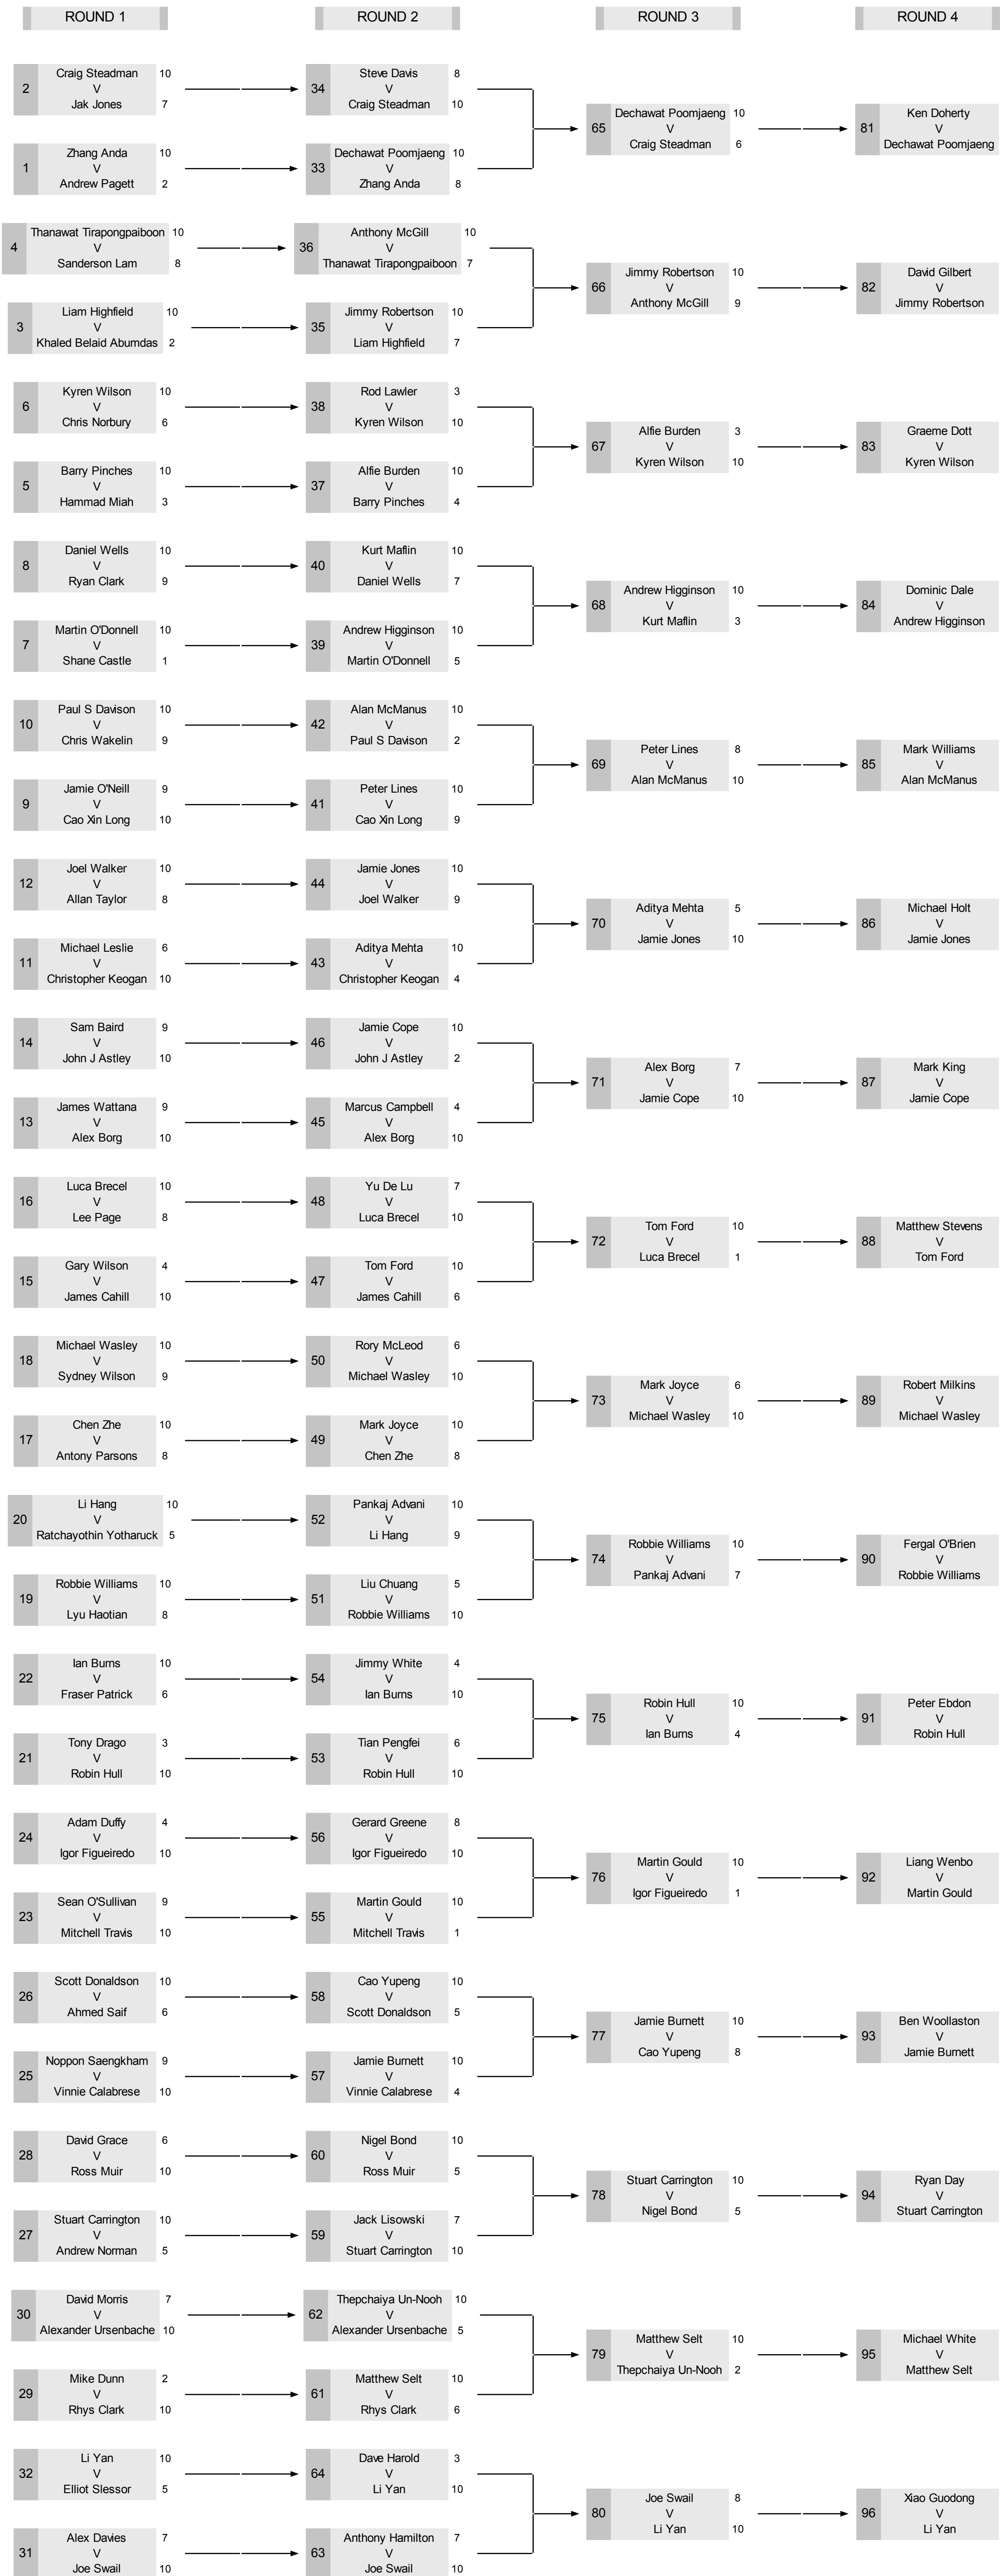 ROUND 1
ROUND 2
ROUND 3
ROUND 4
2
Craig Steadman 10
V
Jak Jones 7
1
Zhang Anda 10
V
Andrew Pagett 2
4
Thanawat Tirapongpaiboon 10
V
Sanderson Lam 8
3
Liam Highfield 10
V
Khaled Belaid Abumdas 2
6
Kyren Wilson 10
V
Chris Norbury 6
5
Barry Pinches 10
V
Hammad Miah 3
8
Daniel Wells 10
V
Ryan Clark 9
7
Martin O'Donnell 10
V
Shane Castle 1
10
Paul S Davison 10
V
Chris Wakelin 9
9
Jamie O'Neill 9
V
Cao Xin Long 10
12
Joel Walker 10
V
Allan Taylor 8
11
Michael Leslie 6
V
Christopher Keogan 10
14
Sam Baird 9
V
John J Astley 10
13
James Wattana 9
V
Alex Borg 10
16
Luca Brecel 10
V
Lee Page 8
15
Gary Wilson 4
V
James Cahill 10
18
Michael Wasley 10
V
Sydney Wilson 9
17
Chen Zhe 10
V
Antony Parsons 8
20
Li Hang 10
V
Ratchayothin Yotharuck 5
19
Robbie Williams 10
V
Lyu Haotian 8
22
Ian Burns 10
V
Fraser Patrick 6
21
Tony Drago 3
V
Robin Hull 10
24
Adam Duffy 4
V
Igor Figueiredo 10
23
Sean O'Sullivan 9
V
Mitchell Travis 10
26
Scott Donaldson 10
V
Ahmed Saif 6
25
Noppon Saengkham 9
V
Vinnie Calabrese 10
28
David Grace 6
V
Ross Muir 10
27
Stuart Carrington 10
V
Andrew Norman 5
30
David Morris 7
V
Alexander Ursenbache 10
29
Mike Dunn 2
V
Rhys Clark 10
32
Li Yan 10
V
Elliot Slessor 5
31
Alex Davies 7
V
Joe Swail 10
34
Steve Davis 8
V
Craig Steadman 10
33
Dechawat Poomjaeng 10
V
Zhang Anda 8
36
Anthony McGill 10
V
Thanawat Tirapongpaiboon 7
35
Jimmy Robertson 10
V
Liam Highfield 7
38
Rod Lawler 3
V
Kyren Wilson 10
37
Alfie Burden 10
V
Barry Pinches 4
40
Kurt Maflin 10
V
Daniel Wells 7
39
Andrew Higginson 10
V
Martin O'Donnell 5
42
Alan McManus 10
V
Paul S Davison 2
41
Peter Lines 10
V
Cao Xin Long 9
44
Jamie Jones 10
V
Joel Walker 9
43
Aditya Mehta 10
V
Christopher Keogan 4
46
Jamie Cope 10
V
John J Astley 2
45
Marcus Campbell 4
V
Alex Borg 10
48
Yu De Lu 7
V
Luca Brecel 10
47
Tom Ford 10
V
James Cahill 6
50
Rory McLeod 6
V
Michael Wasley 10
49
Mark Joyce 10
V
Chen Zhe 8
52
Pankaj Advani 10
V
Li Hang 9
51
Liu Chuang 5
V
Robbie Williams 10
54
Jimmy White 4
V
Ian Burns 10
53
Tian Pengfei 6
V
Robin Hull 10
56
Gerard Greene 8
V
Igor Figueiredo 10
55
Martin Gould 10
V
Mitchell Travis 1
58
Cao Yupeng 10
V
Scott Donaldson 5
57
Jamie Burnett 10
V
Vinnie Calabrese 4
60
Nigel Bond 10
V
Ross Muir 5
59
Jack Lisowski 7
V
Stuart Carrington 10
62
Thepchaiya Un-Nooh 10
V
Alexander Ursenbache 5
61
Matthew Selt 10
V
Rhys Clark 6
64
Dave Harold 3
V
Li Yan 10
63
Anthony Hamilton 7
V
Joe Swail 10
65
Dechawat Poomjaeng 10
V
Craig Steadman 6
66
Jimmy Robertson 10
V
Anthony McGill 9
67
Alfie Burden 3
V
Kyren Wilson 10
68
Andrew Higginson 10
V
Kurt Maflin 3
69
Peter Lines 8
V
Alan McManus 10
70
Aditya Mehta 5
V
Jamie Jones 10
71
Alex Borg 7
V
Jamie Cope 10
72
Tom Ford 10
V
Luca Brecel 1
73
Mark Joyce 6
V
Michael Wasley 10
74
Robbie Williams 10
V
Pankaj Advani 7
75
Robin Hull 10
V
Ian Burns 4
76
Martin Gould 10
V
Igor Figueiredo 1
77
Jamie Burnett 10
V
Cao Yupeng 8
78
Stuart Carrington 10
V
Nigel Bond 5
79
Matthew Selt 10
V
Thepchaiya Un-Nooh 2
80
Joe Swail 8
V
Li Yan 10
81
Ken Doherty
V
Dechawat Poomjaeng
82
David Gilbert
V
Jimmy Robertson
83
Graeme Dott
V
Kyren Wilson
84
Dominic Dale
V
Andrew Higginson
85
Mark Williams
V
Alan McManus
86
Michael Holt
V
Jamie Jones
87
Mark King
V
Jamie Cope
88
Matthew Stevens
V
Tom Ford
89
Robert Milkins
V
Michael Wasley
90
Fergal O'Brien
V
Robbie Williams
91
Peter Ebdon
V
Robin Hull
92
Liang Wenbo
V
Martin Gould
93
Ben Woollaston
V
Jamie Burnett
94
Ryan Day
V
Stuart Carrington
95
Michael White
V
Matthew Selt
96
Xiao Guodong
V
Li Yan